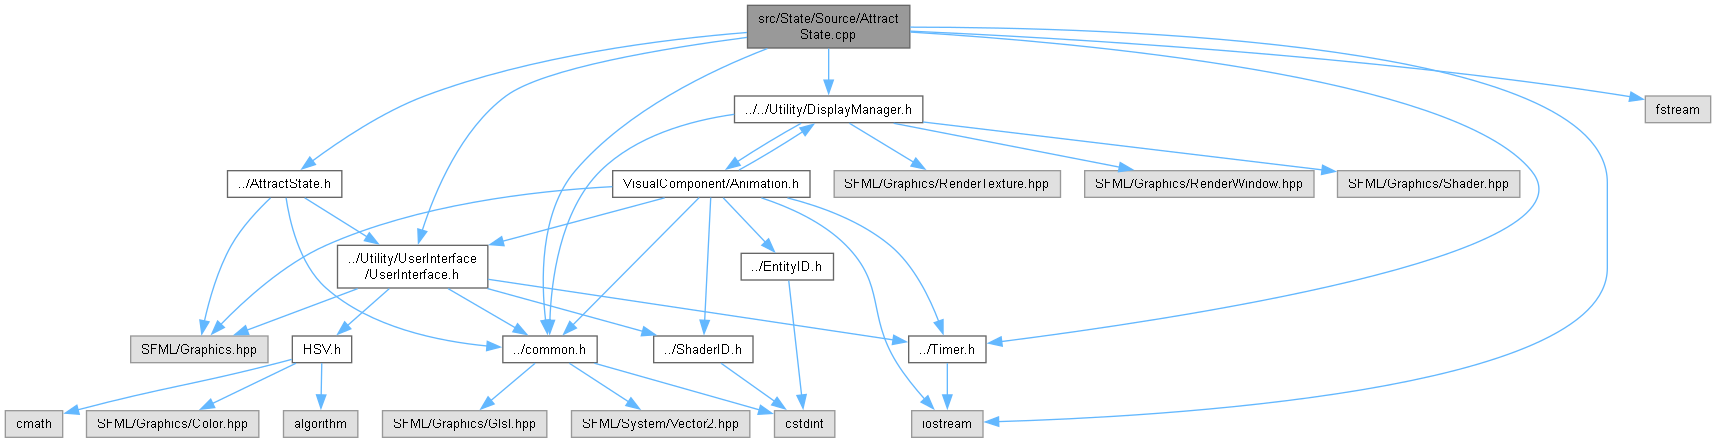 src/State/Source/Attract
State.cpp
../../Utility/DisplayManager.h
fstream
../AttractState.h
VisualComponent/Animation.h
SFML/Graphics/RenderTexture.hpp
SFML/Graphics/RenderWindow.hpp
SFML/Graphics/Shader.hpp
../Utility/UserInterface
/UserInterface.h
../EntityID.h
SFML/Graphics.hpp
HSV.h
../common.h
../ShaderID.h
../Timer.h
cmath
SFML/Graphics/Color.hpp
algorithm
SFML/Graphics/Glsl.hpp
SFML/System/Vector2.hpp
cstdint
iostream